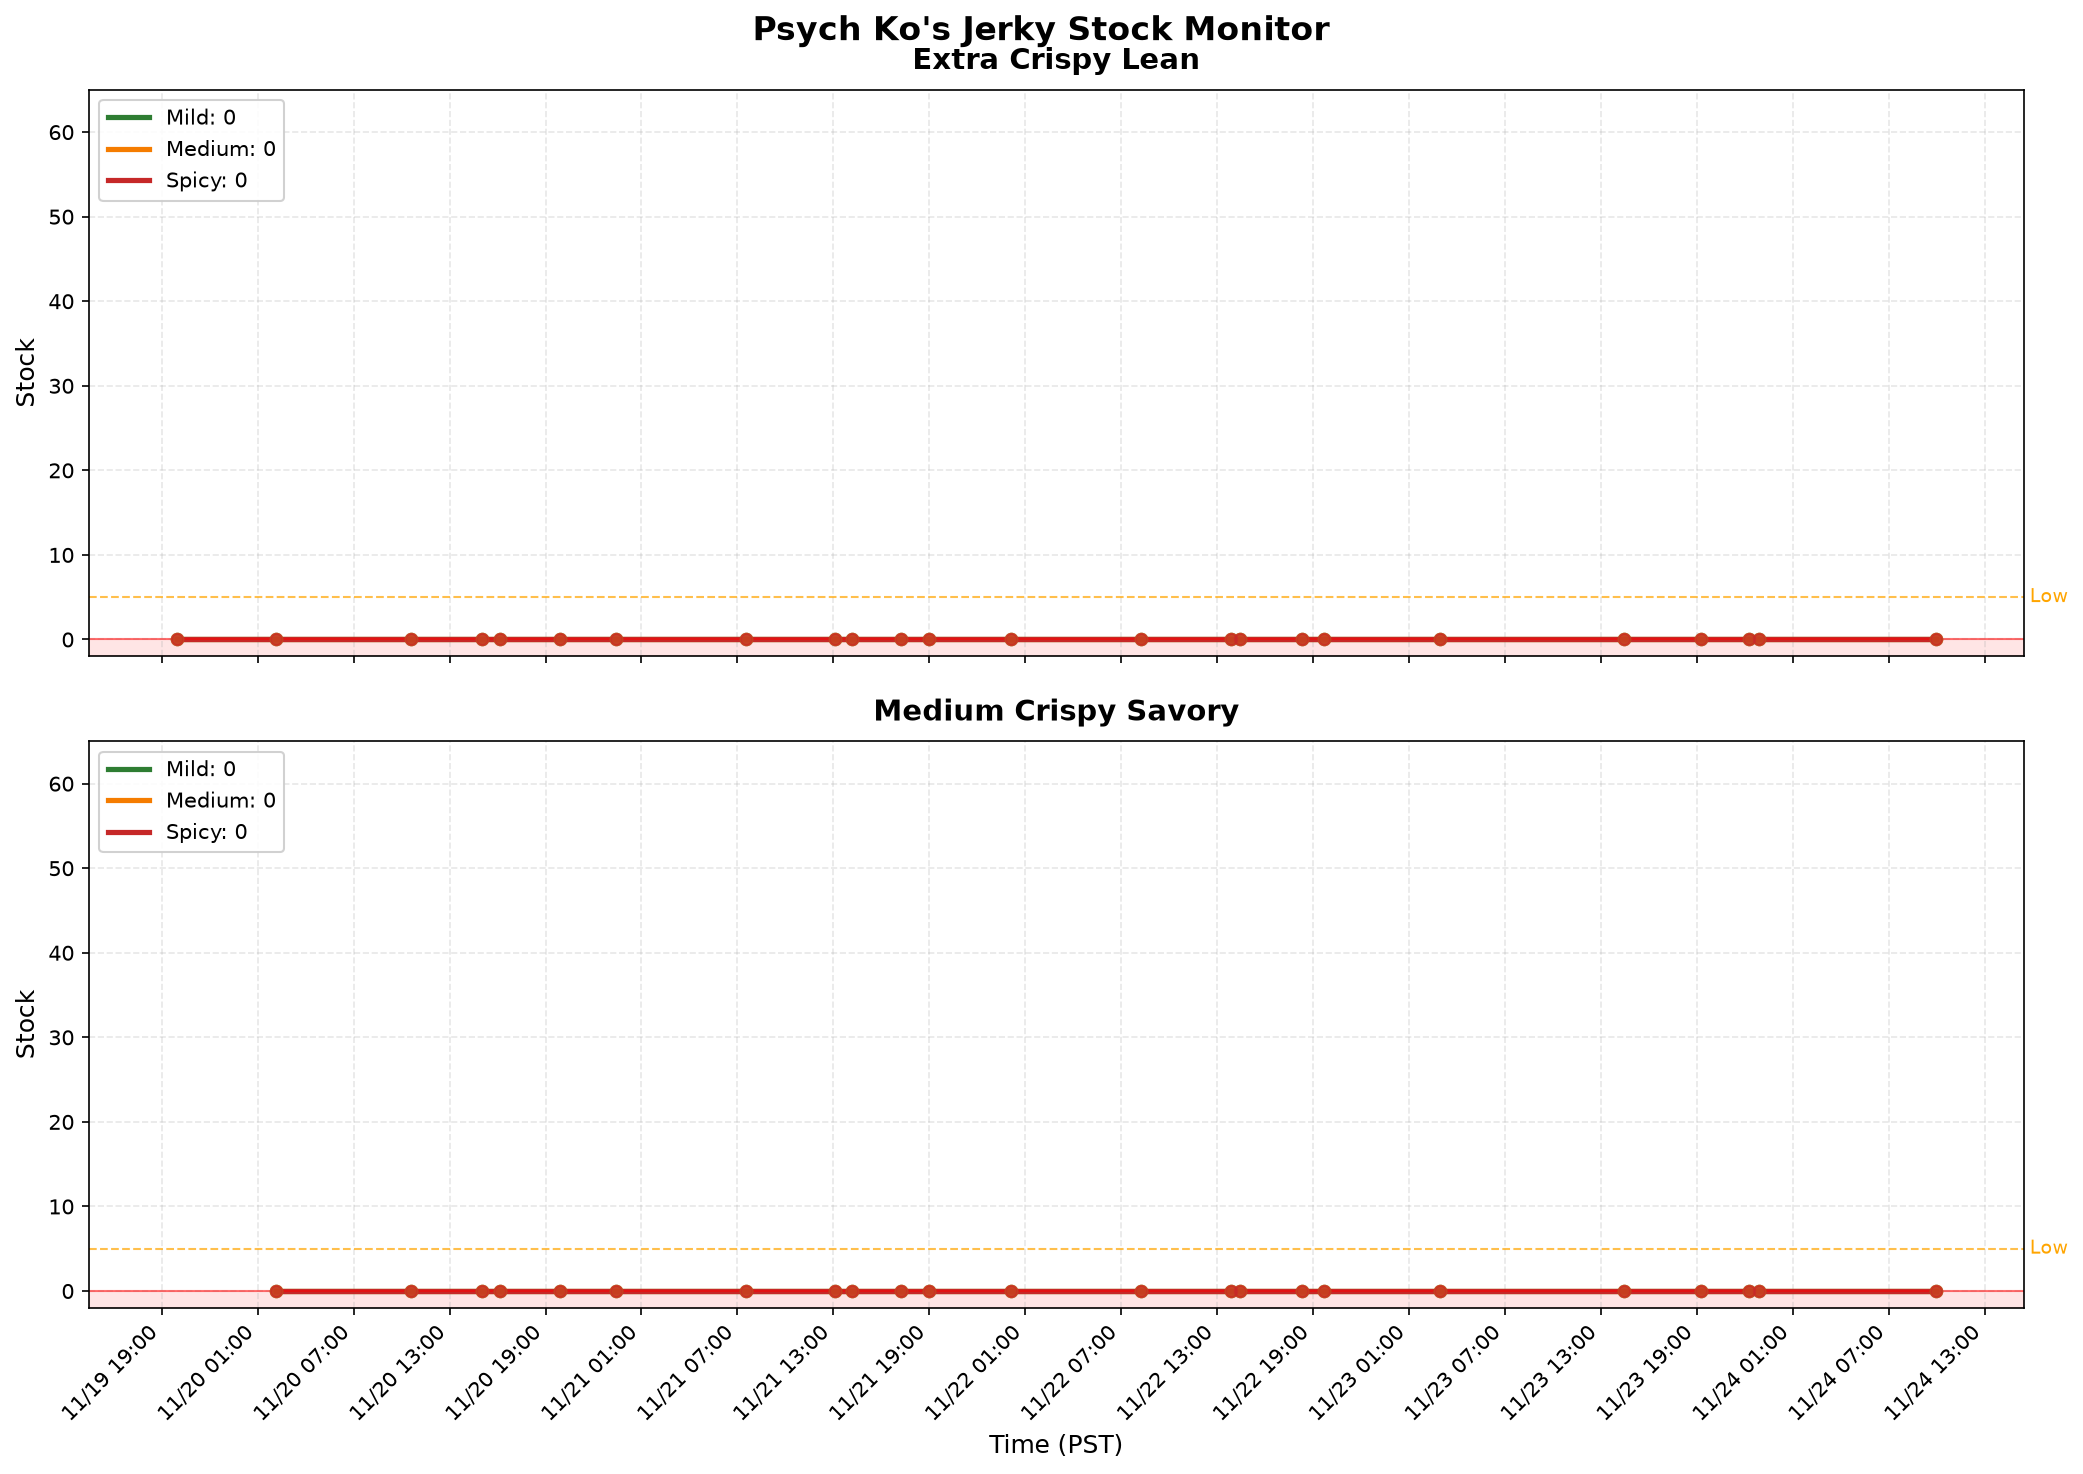 Psych Ko's Jerky Stock Monitor
Extra Crispy Lean
Mild: 0
Medium: 0
Spicy: 0
60
50
40
30
20
10
0
Stock
Low
Medium Crispy Savory
Mild: 0
Medium: 0
Spicy: 0
60
50
40
30
20
10
0
Stock
Low
11/19 19:00
11/20 01:00
11/20 07:00
11/20 13:00
11/20 19:00
11/21 01:00
11/21 07:00
11/21 13:00
11/21 19:00
11/22 01:00
11/22 07:00
11/22 13:00
11/22 19:00
11/23 01:00
11/23 07:00
11/23 13:00
11/23 19:00
11/24 01:00
11/24 07:00
11/24 13:00
Time (PST)